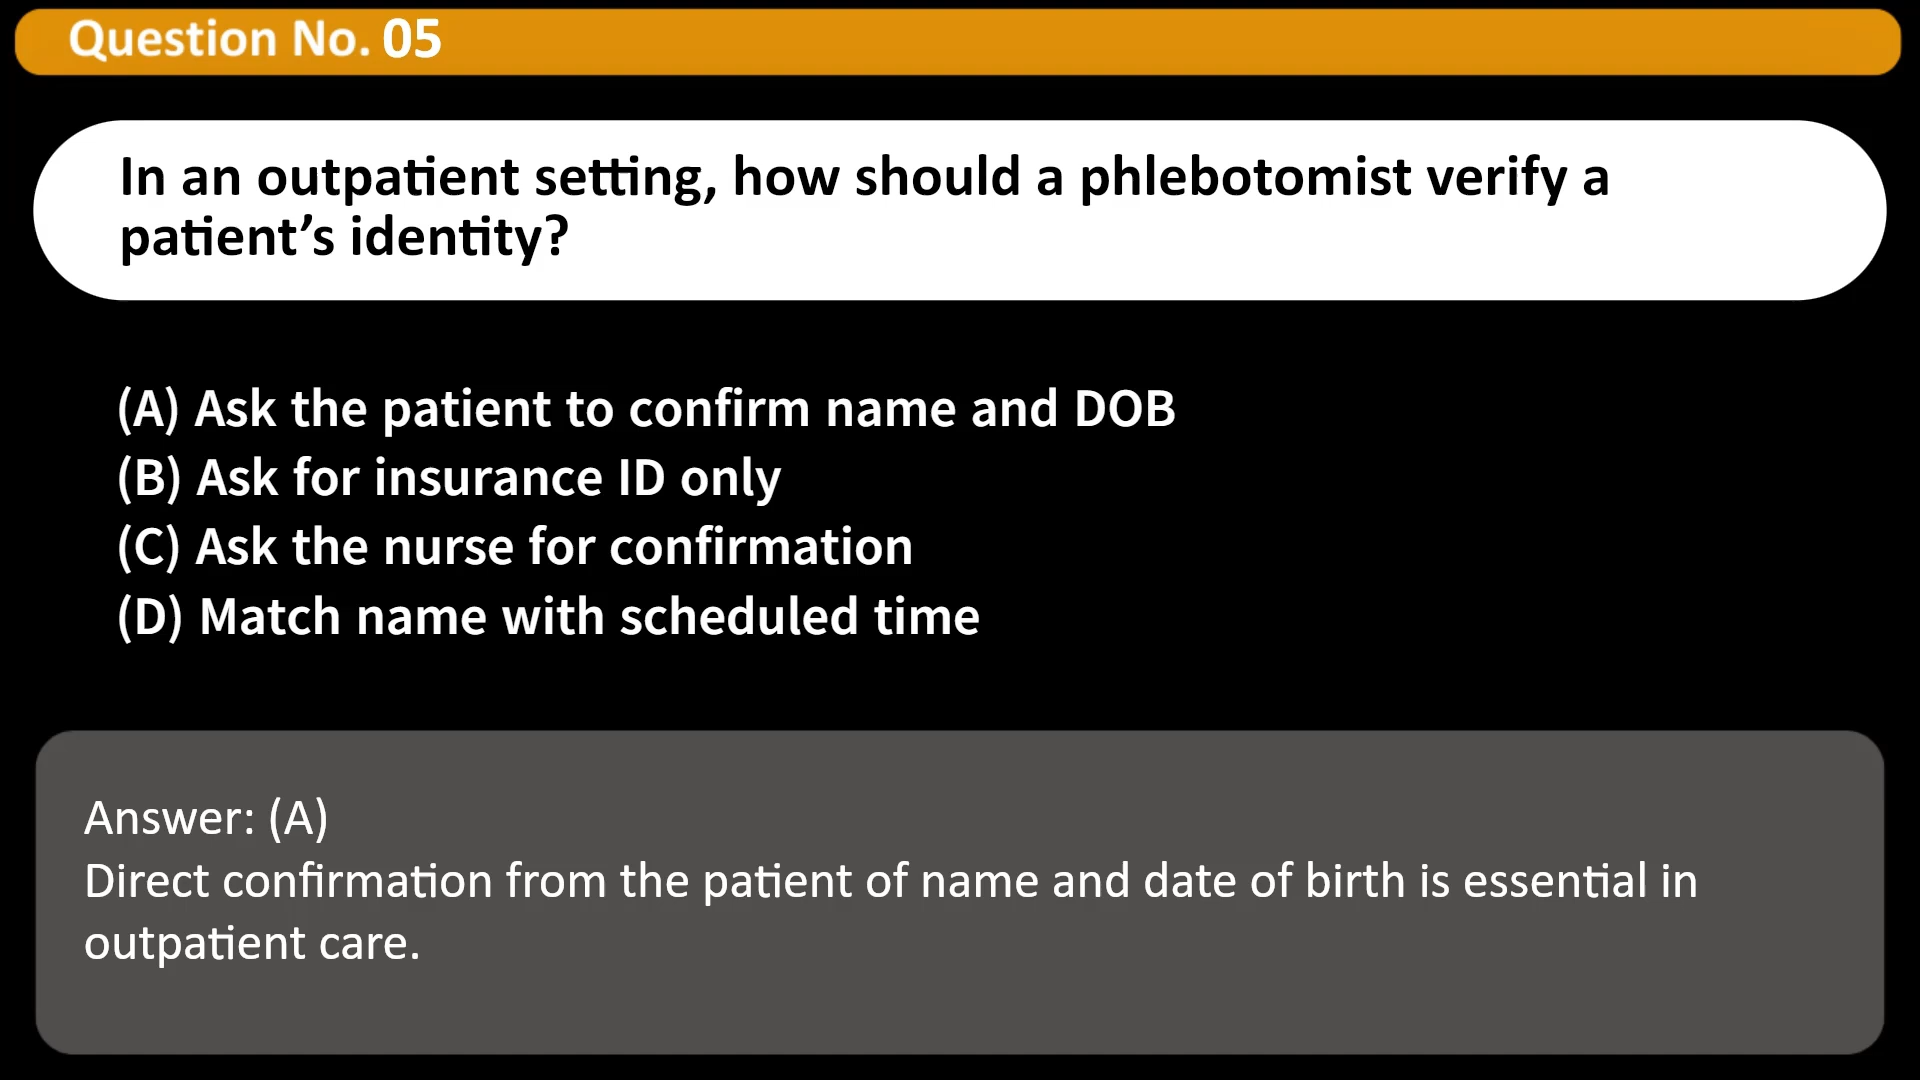 Question No. 05
In an outpatient setting, how should a phlebotomist verify a
patient’s identity?
(A) Ask the patient to confirm name and DOB
(B) Ask for insurance ID only
(C) Ask the nurse for confirmation
(D) Match name with scheduled time
Answer: (A)
Direct confirmation from the patient of name and date of birth is essential in
outpatient care.